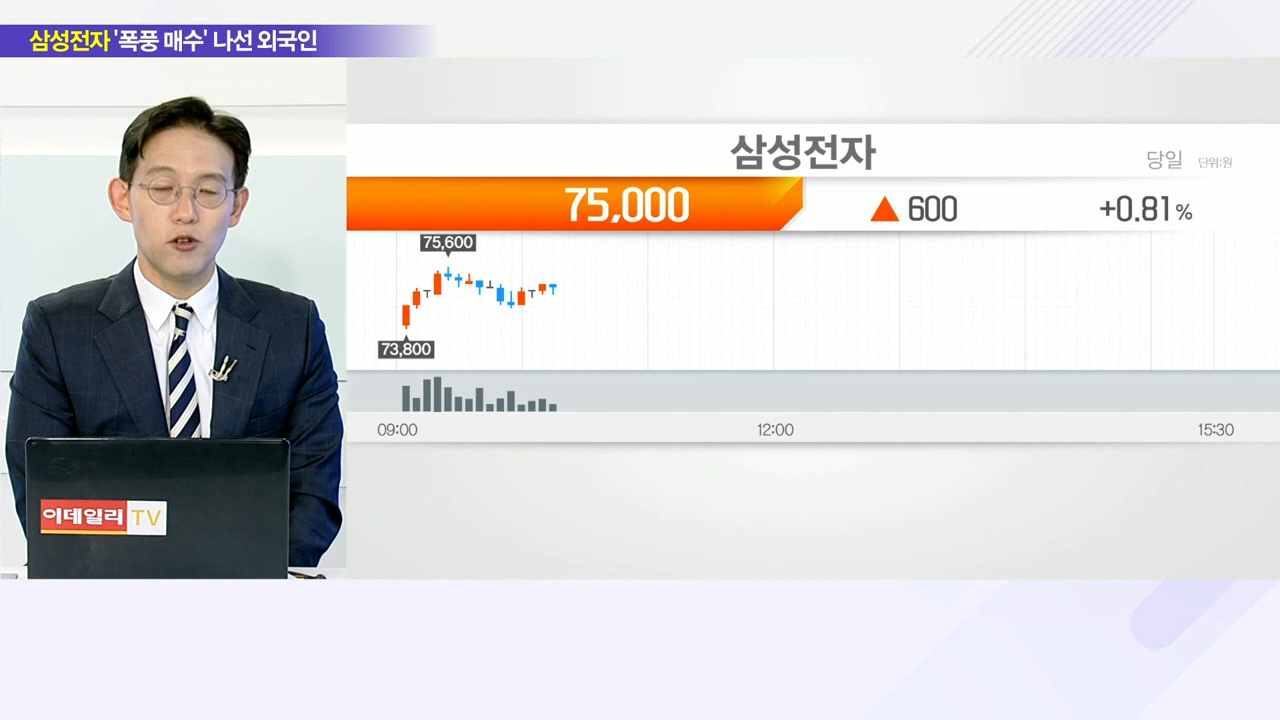 삼성전자 '폭풍 매수' 나선 외국인
삼성전자
당일 단위:원
75,000 ▲ 600 +0.81%
75,600
73,800
09:00 12:00 15:30
이데일리 TV